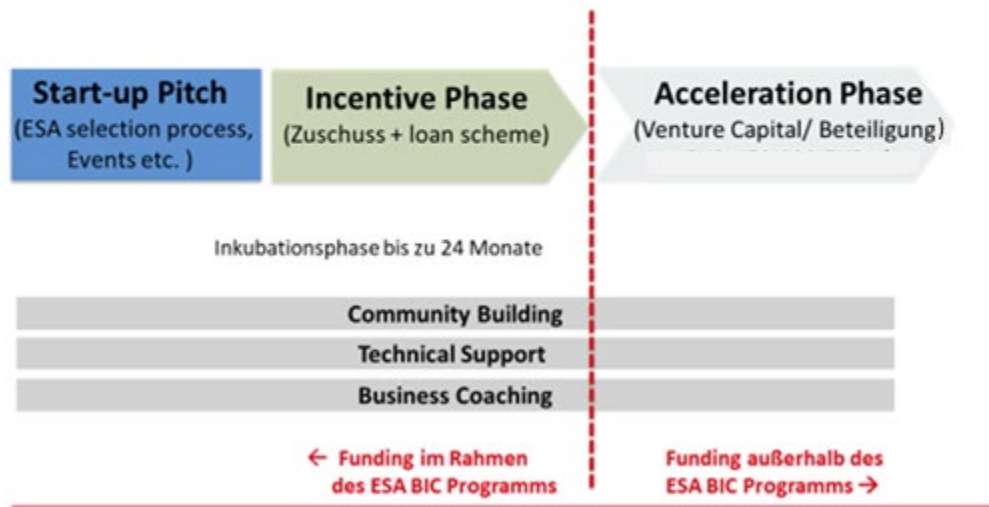 Start-up Pitch
(ESA selection process,
Events etc. )
Incentive Phase
(Zuschuss + loan scheme)
Acceleration Phase
(Venture Capital/ Beteiligung)
Inkubationsphase bis zu 24 Monate
Community Building
Technical Support
Business Coaching
← Funding im Rahmen
des ESA BIC Programms
Funding außerhalb des
ESA BIC Programms →